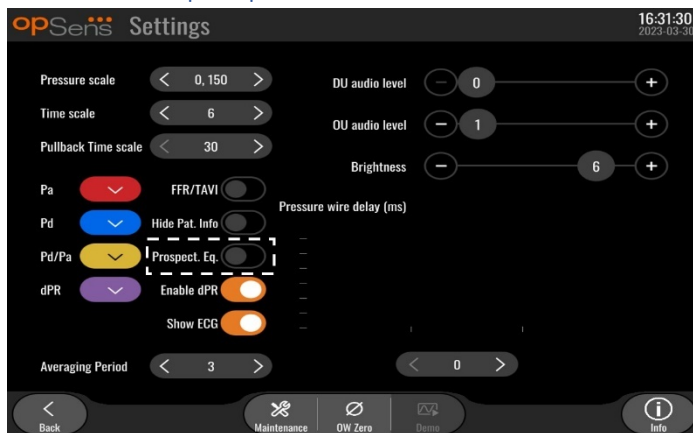 opSens Settings
16:31:30
2023-03-30
Pressure scale 0, 150
DU audio level 0
Time scale 6
OU audio level 1
Pullback Time scale 30
Brightness 6
Pa FFR/TAVI
Pressure wire delay (ms)
Pd Hide Pat. Info
Pd/Pa Prospect. Eq.
dPR Enable dPR
Show ECG
Averaging Period 3
0
Back Maintenance OW Zero Demo Info